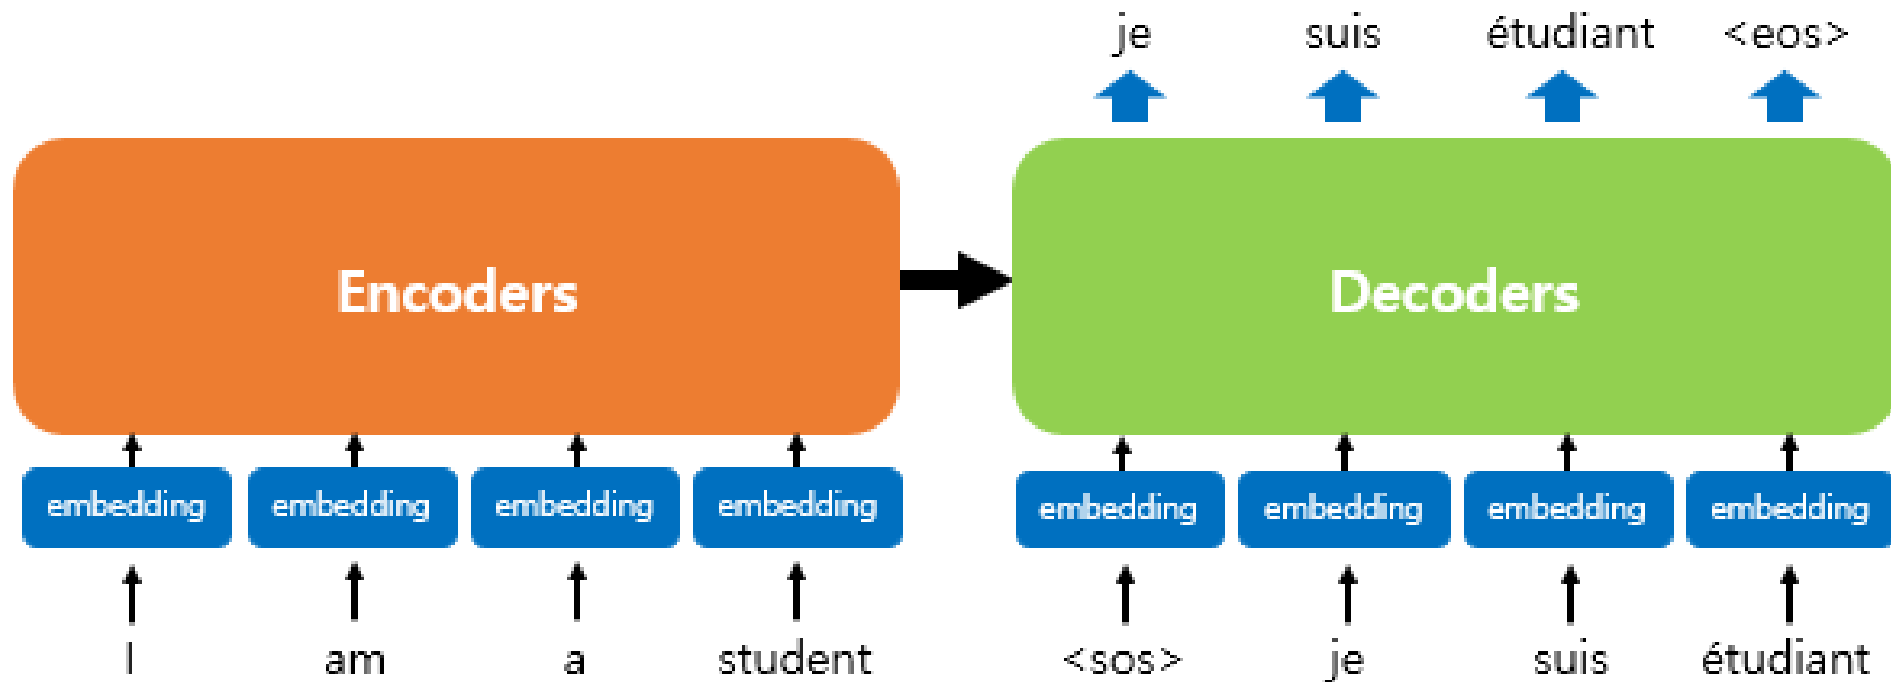 je suis étudiant <eos>
Encoders Decoders
embedding embedding embedding embedding embedding embedding embedding embedding
I am a student <sos> je suis étudiant